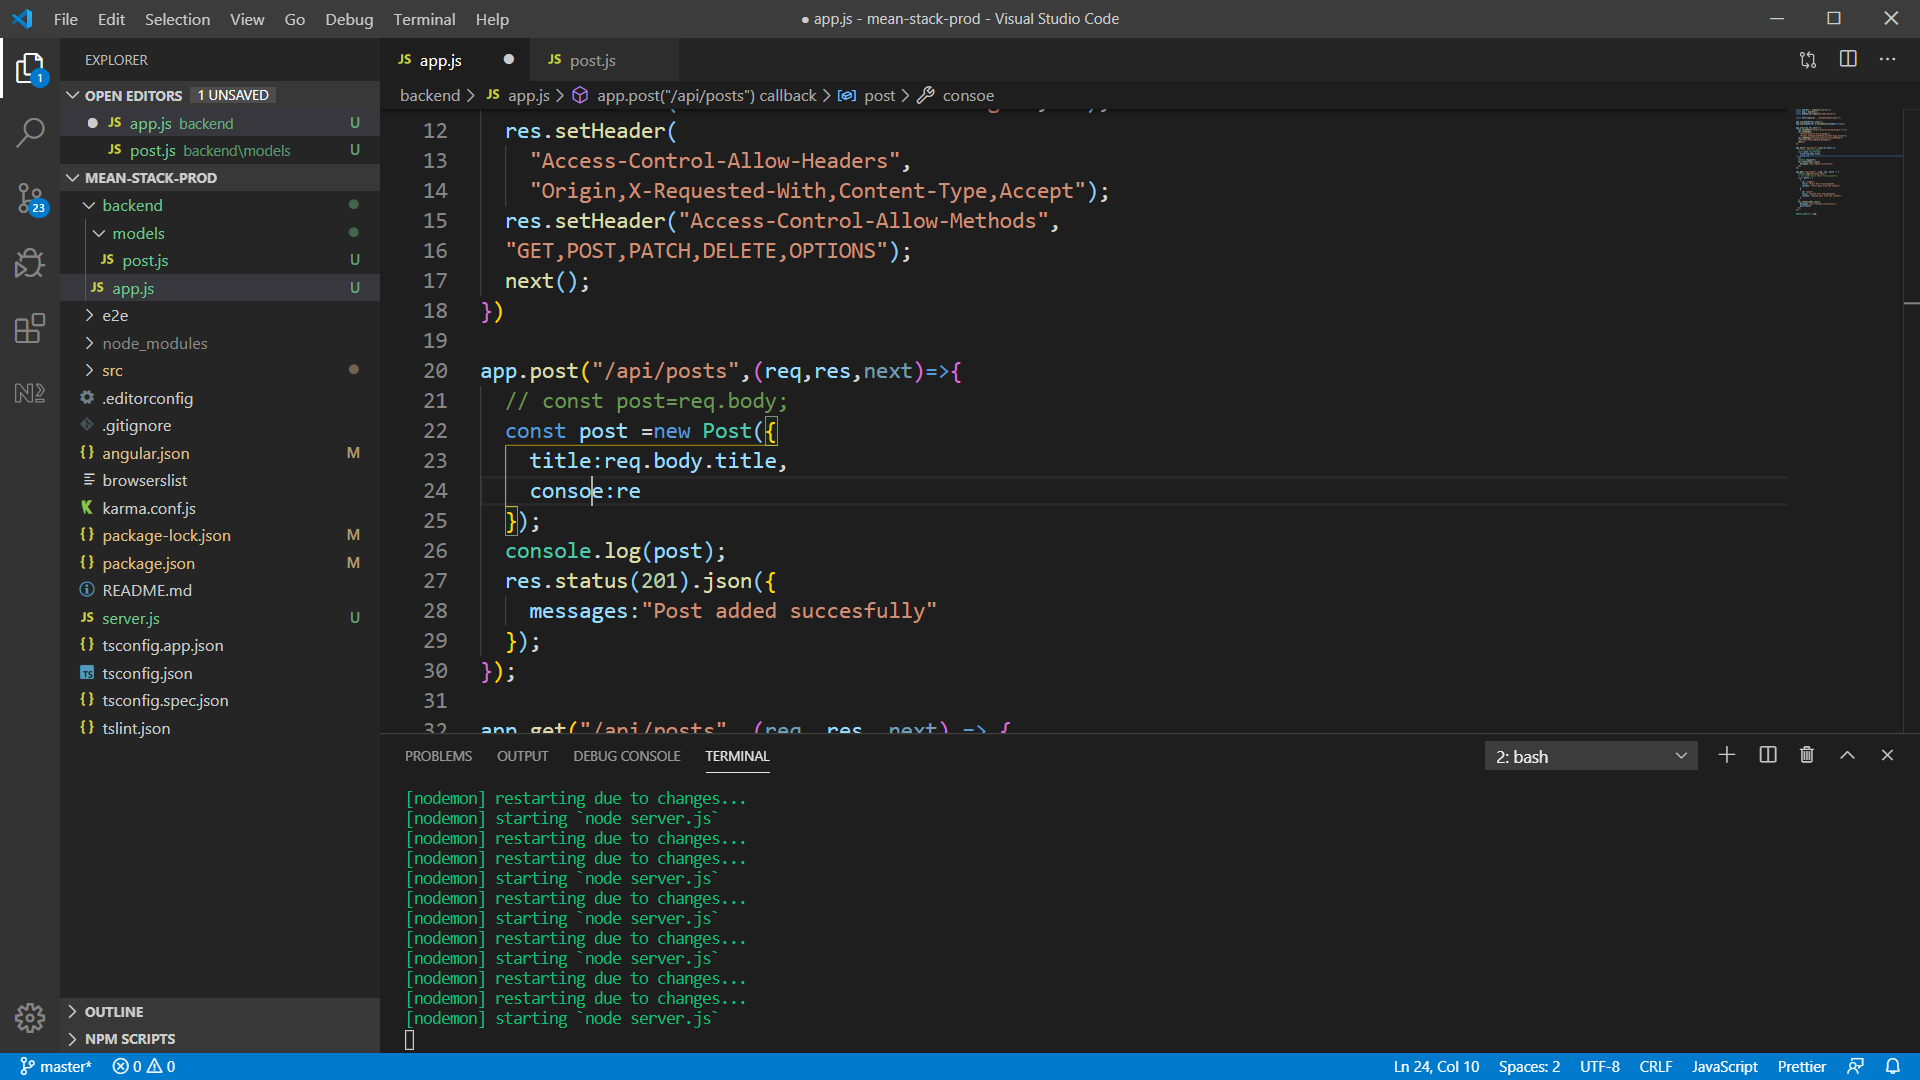 File Edit Selection View Go Debug Terminal Help
● app.js - mean-stack-prod - Visual Studio Code
EXPLORER
OPEN EDITORS 1 UNSAVED
JS app.js backend U
JS post.js backend\models U
MEAN-STACK-PROD
backend
models
JS post.js U
JS app.js U
e2e
node_modules
src
.editorconfig
.gitignore
{} angular.json M
browserslist
karma.conf.js
{} package-lock.json M
{} package.json M
README.md
JS server.js U
{} tsconfig.app.json
TS tsconfig.json
{} tsconfig.spec.json
{} tslint.json
OUTLINE
NPM SCRIPTS
1
23
JS app.js
JS post.js
backend > JS app.js > app.post("/api/posts") callback > post > consoe
12 res.setHeader(
13 "Access-Control-Allow-Headers",
14 "Origin,X-Requested-With,Content-Type,Accept");
15 res.setHeader("Access-Control-Allow-Methods",
16 "GET,POST,PATCH,DELETE,OPTIONS");
17 next();
18 })
19
20 app.post("/api/posts",(req,res,next)=>{
21 // const post=req.body;
22 const post =new Post({
23 title:req.body.title,
24 consoe:re
25 });
26 console.log(post);
27 res.status(201).json({
28 messages:"Post added succesfully"
29 });
30 });
31
32 app.get("/api/posts", (req, res, next) => {
PROBLEMS OUTPUT DEBUG CONSOLE TERMINAL
2: bash
[nodemon] restarting due to changes...
[nodemon] starting `node server.js`
[nodemon] restarting due to changes...
[nodemon] restarting due to changes...
[nodemon] starting `node server.js`
[nodemon] restarting due to changes...
[nodemon] starting `node server.js`
[nodemon] restarting due to changes...
[nodemon] starting `node server.js`
[nodemon] restarting due to changes...
[nodemon] restarting due to changes...
[nodemon] starting `node server.js`
master* 0 0
Ln 24, Col 10 Spaces: 2 UTF-8 CRLF JavaScript Prettier